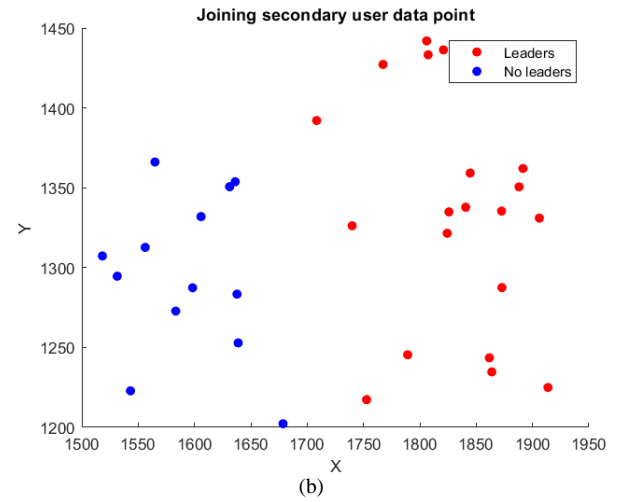 Joining secondary user data point
Leaders
No leaders
1450
1400
1350
1300
1250
1200
Y
1500 1550 1600 1650 1700 1750 1800 1850 1900 1950
X
(b)